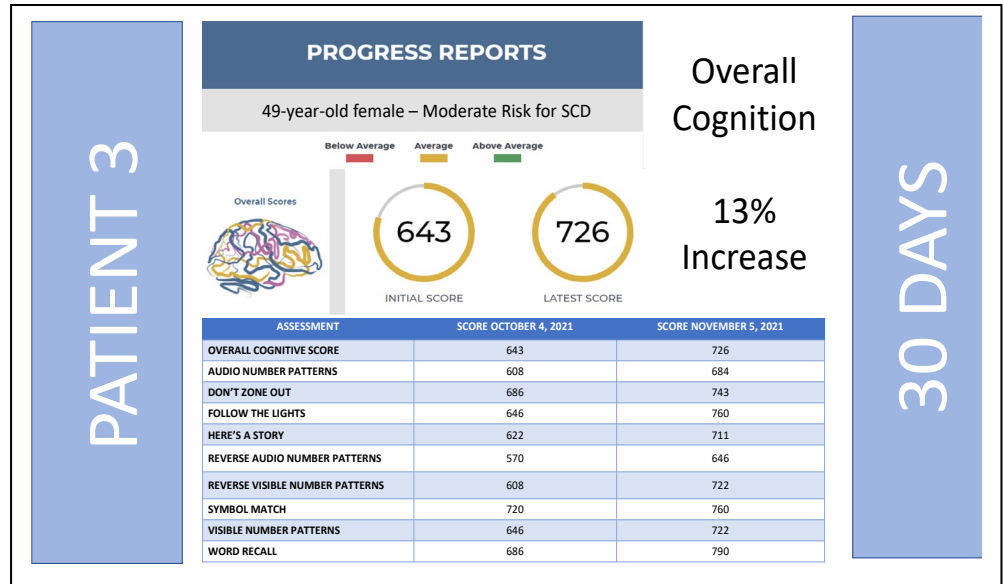 PATIENT 3
PROGRESS REPORTS
49-year-old female – Moderate Risk for SCD
Below Average Average Above Average
Overall Scores
643
INITIAL SCORE
726
LATEST SCORE
Overall
Cognition
13%
Increase
ASSESSMENT SCORE OCTOBER 4, 2021 SCORE NOVEMBER 5, 2021
OVERALL COGNITIVE SCORE 643 726
AUDIO NUMBER PATTERNS 608 684
DON'T ZONE OUT 686 743
FOLLOW THE LIGHTS 646 760
HERE'S A STORY 622 711
REVERSE AUDIO NUMBER PATTERNS 570 646
REVERSE VISIBLE NUMBER PATTERNS 608 722
SYMBOL MATCH 720 760
VISIBLE NUMBER PATTERNS 646 722
WORD RECALL 686 790
30 DAYS